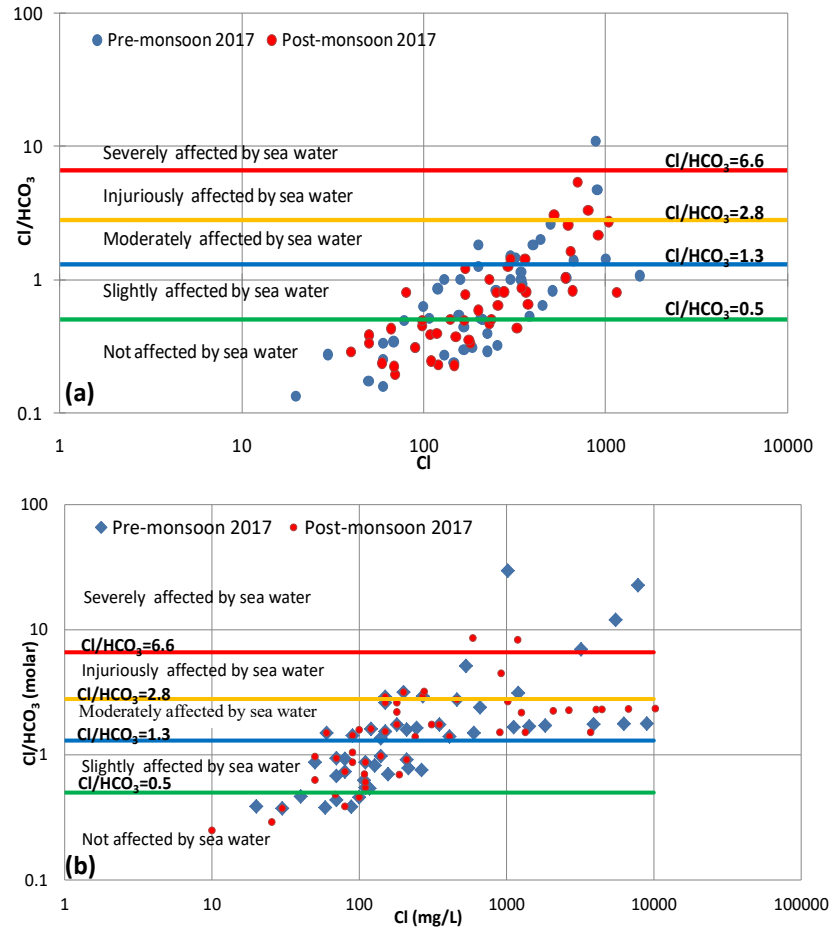 100
Pre-monsoon 2017 Post-monsoon 2017
10
Severely affected by sea water
Cl/HCO₃=6.6
Injuriously affected by sea water
Cl/HCO₃=2.8
Moderately affected by sea water
Cl/HCO₃=1.3
1
Slightly affected by sea water
Cl/HCO₃=0.5
Not affected by sea water
(a)
0.1
1 10 100 1000 10000
Cl
Cl/HCO₃
100
Pre-monsoon 2017 Post-monsoon 2017
Severely affected by sea water
10
Cl/HCO₃=6.6
Injuriously affected by sea water
Cl/HCO₃=2.8
Moderately affected by sea water
Cl/HCO₃=1.3
1
Slightly affected by sea water
Cl/HCO₃=0.5
Not affected by sea water
(b)
0.1
1 10 100 1000 10000 100000
Cl (mg/L)
Cl/HCO₃ (molar)